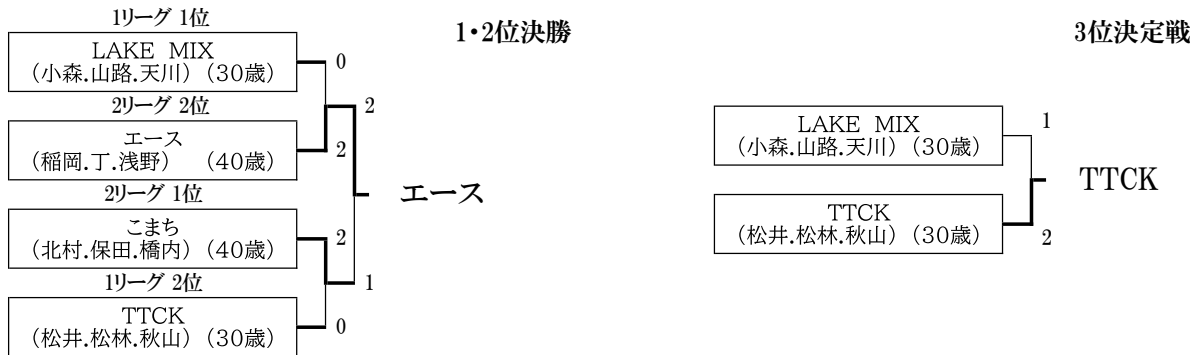 1リーグ 1位
LAKE MIX
（小森.山路.天川）（30歳）
2リーグ 2位
エース
（稲岡.丁.浅野） （40歳）
2リーグ 1位
こまち
（北村.保田.橋内）（40歳）
1リーグ 2位
TTCK
（松井.松林.秋山）（30歳）
0
2
2
2
1
0
エース
1・2位決勝
3位決定戦
LAKE MIX
（小森.山路.天川）（30歳）
TTCK
（松井.松林.秋山）（30歳）
1
2
TTCK